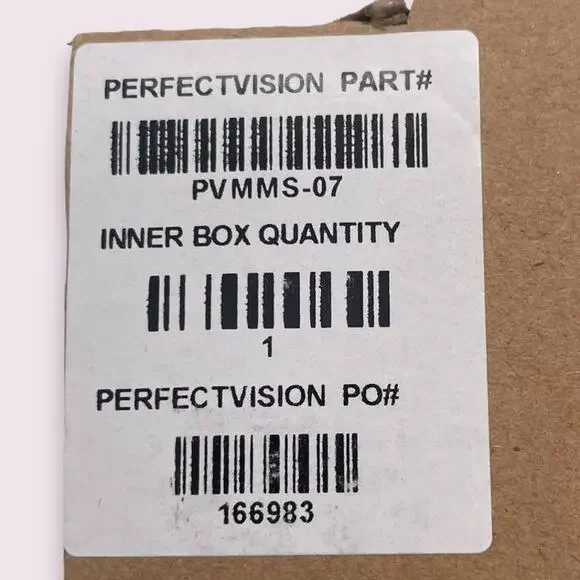 PERFECTVISION PART#
PVMMS-07
INNER BOX QUANTITY
1
PERFECTVISION PO#
166983